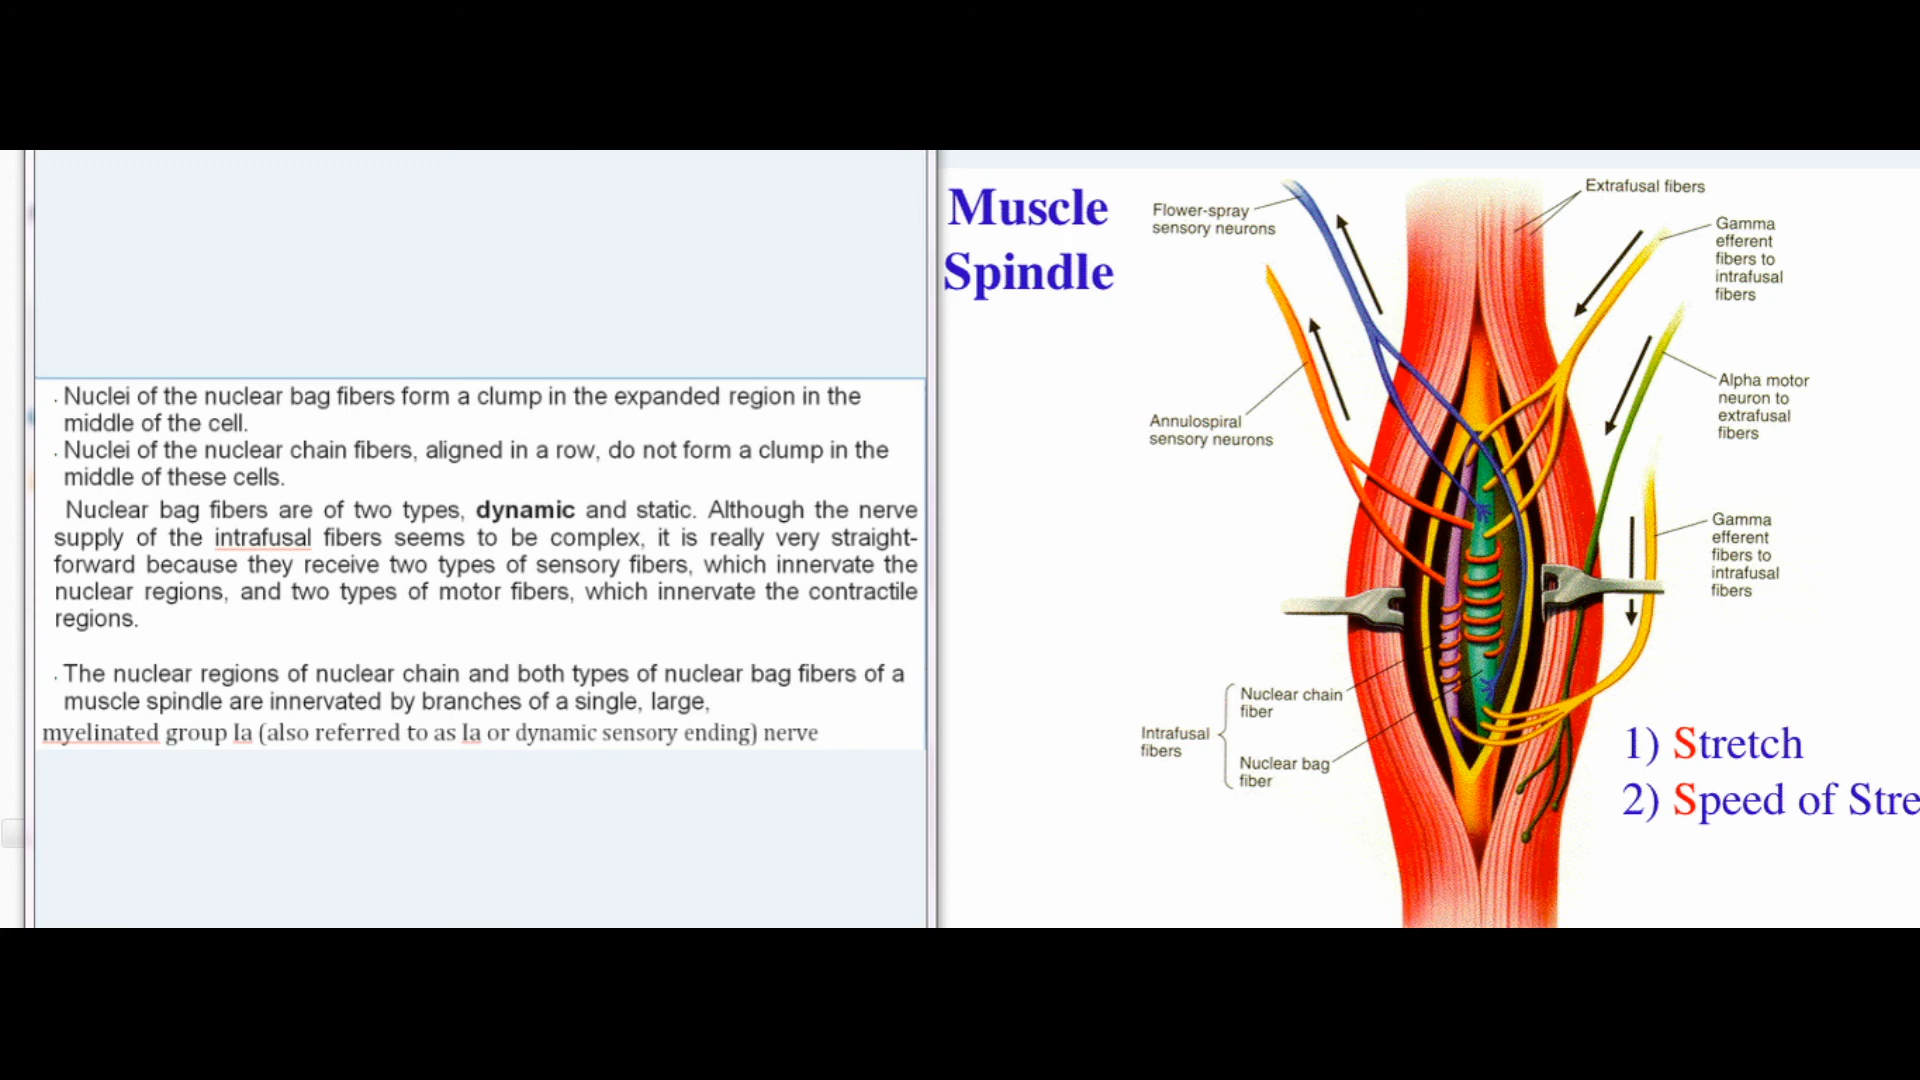 . Nuclei of the nuclear bag fibers form a clump in the expanded region in the
middle of the cell.
. Nuclei of the nuclear chain fibers, aligned in a row, do not form a clump in the
middle of these cells.
Nuclear bag fibers are of two types, dynamic and static. Although the nerve
supply of the intrafusal fibers seems to be complex, it is really very straight-
forward because they receive two types of sensory fibers, which innervate the
nuclear regions, and two types of motor fibers, which innervate the contractile
regions.
. The nuclear regions of nuclear chain and both types of nuclear bag fibers of a
muscle spindle are innervated by branches of a single, large,
myelinated group Ia (also referred to as Ia or dynamic sensory ending) nerve
Muscle
Spindle
Flower-spray
sensory neurons
Annulospiral
sensory neurons
Extrafusal fibers
Gamma
efferent
fibers to
intrafusal
fibers
Alpha motor
neuron to
extrafusal
fibers
Gamma
efferent
fibers to
intrafusal
fibers
Intrafusal
fibers
Nuclear chain
fiber
Nuclear bag
fiber
1) Stretch
2) Speed of Stre